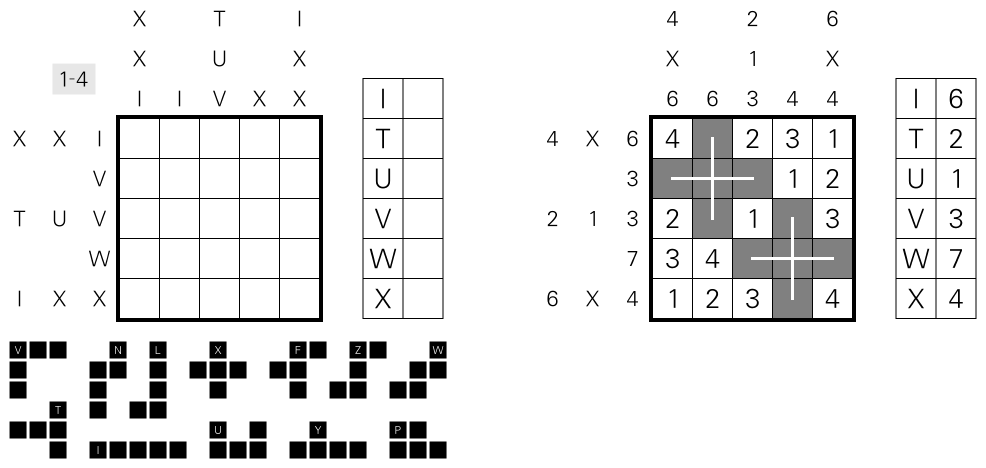 X T I
X U X
1-4
I I V X X
X X I
V
T U V
W
I X X
I
T
U
V
W
X
V N L X F Z W
T
I U Y P
4 2 6
X 1 X
6 6 3 4 4
4 X 6 4 2 3 1
3 1 2
2 1 3 2 1 3
7 3 4
6 X 4 1 2 3 4
I 6
T 2
U 1
V 3
W 7
X 4